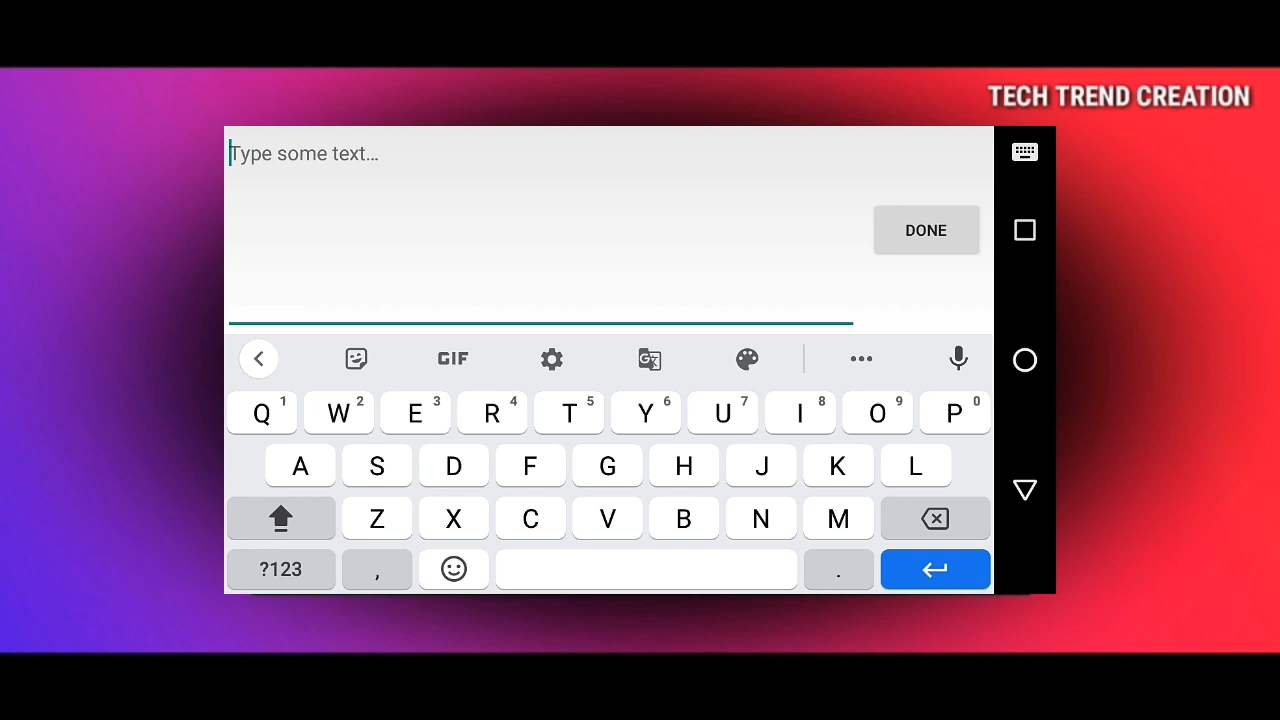 TECH TREND CREATION
Type some text...
DONE
GIF
Q 1 W 2 E 3 R 4 T 5 Y 6 U 7 I 8 O 9 P 0
A S D F G H J K L
Z X C V B N M
?123 , .